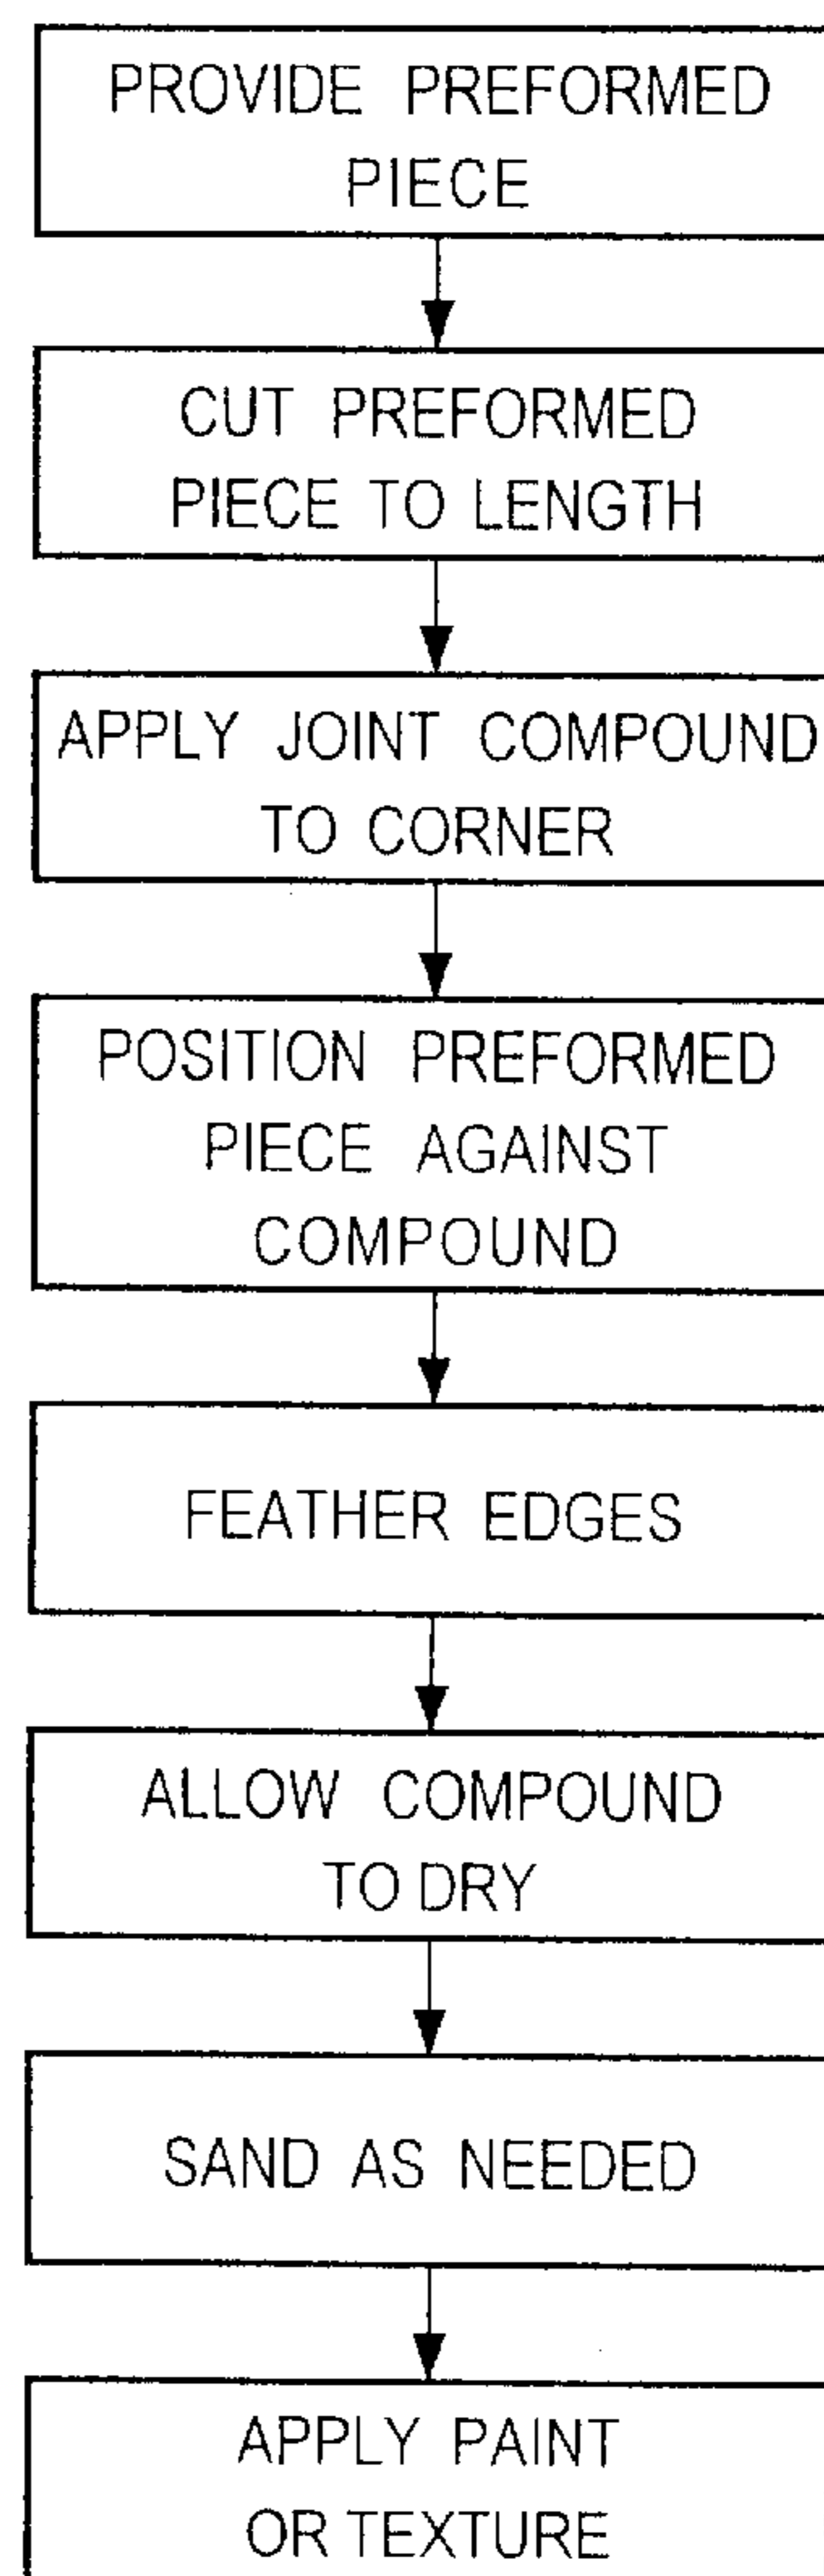 PROVIDE PREFORMED
PIECE
CUT PREFORMED
PIECE TO LENGTH
APPLY JOINT COMPOUND
TO CORNER
POSITION PREFORMED
PIECE AGAINST
COMPOUND
FEATHER EDGES
ALLOW COMPOUND
TO DRY
SAND AS NEEDED
APPLY PAINT
OR TEXTURE